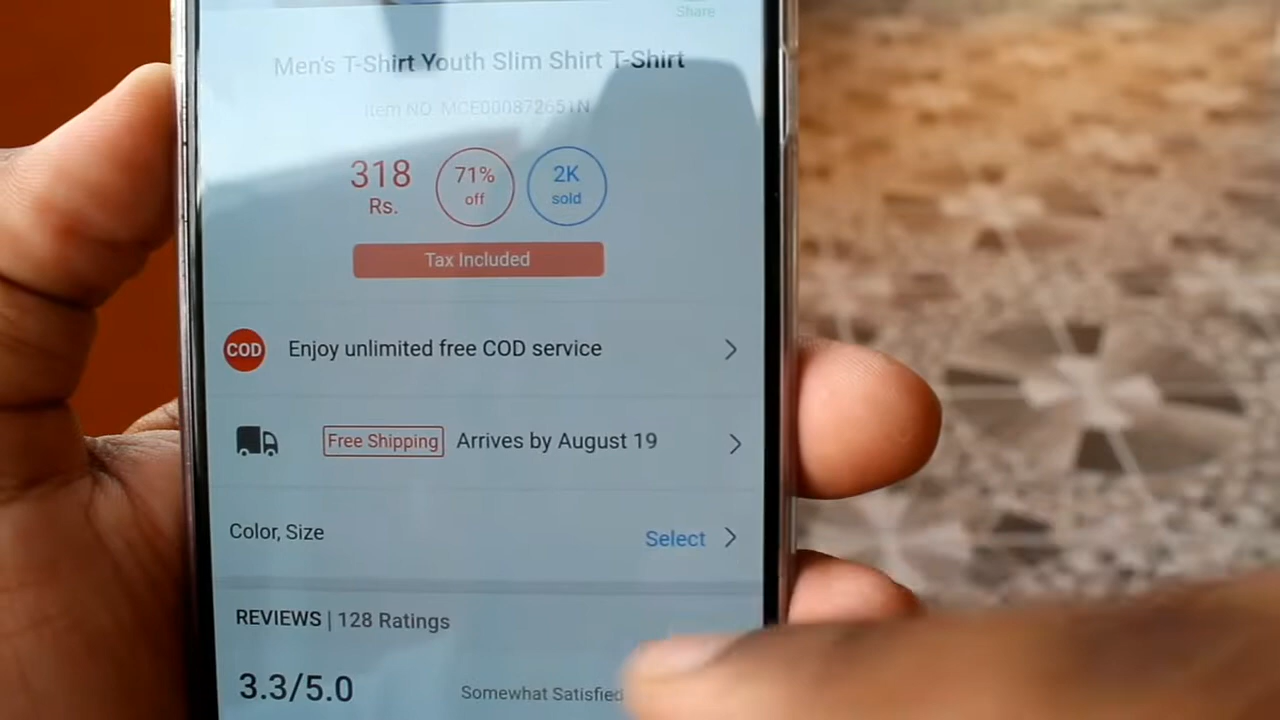 Share
Men's T-Shirt Youth Slim Shirt T-Shirt
Item NO. MCE000872651N
318
Rs.
71%
off
2K
sold
Tax Included
COD Enjoy unlimited free COD service
Free Shipping Arrives by August 19
Color, Size Select
REVIEWS | 128 Ratings
3.3/5.0 Somewhat Satisfied